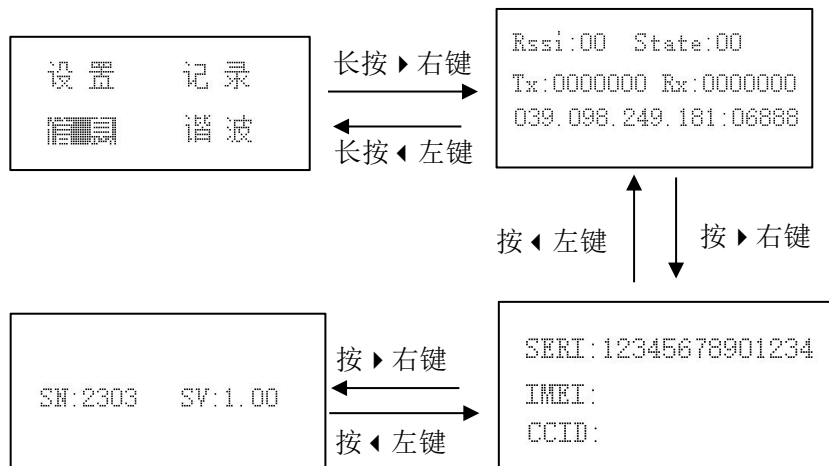 设置 记录
信息 谐波
长按 ▶ 右键
长按 ◀ 左键
Rssi:00 State:00
Tx:0000000 Rx:0000000
039.098.249.181:06888
按 ◀ 左键
按 ▶ 右键
SN:2303 SV:1.00
按 ▶ 右键
按 ◀ 左键
SERI:12345678901234
IMEI:
CCID: